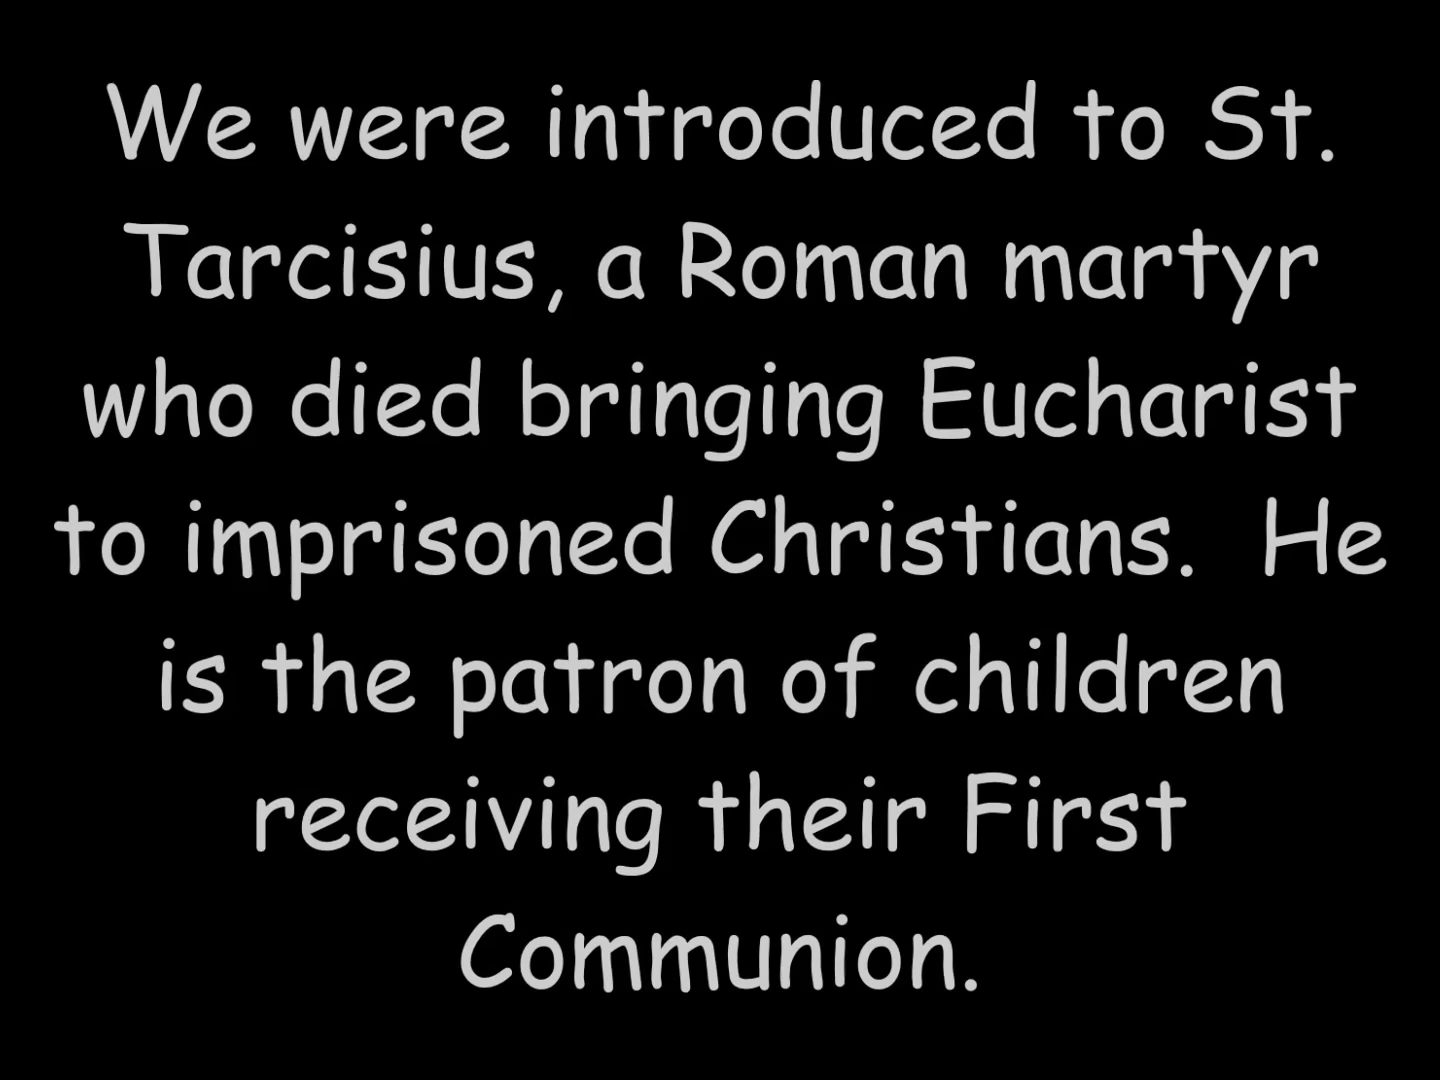 We were introduced to St.
Tarcisius, a Roman martyr
who died bringing Eucharist
to imprisoned Christians.  He
is the patron of children
receiving their First
Communion.